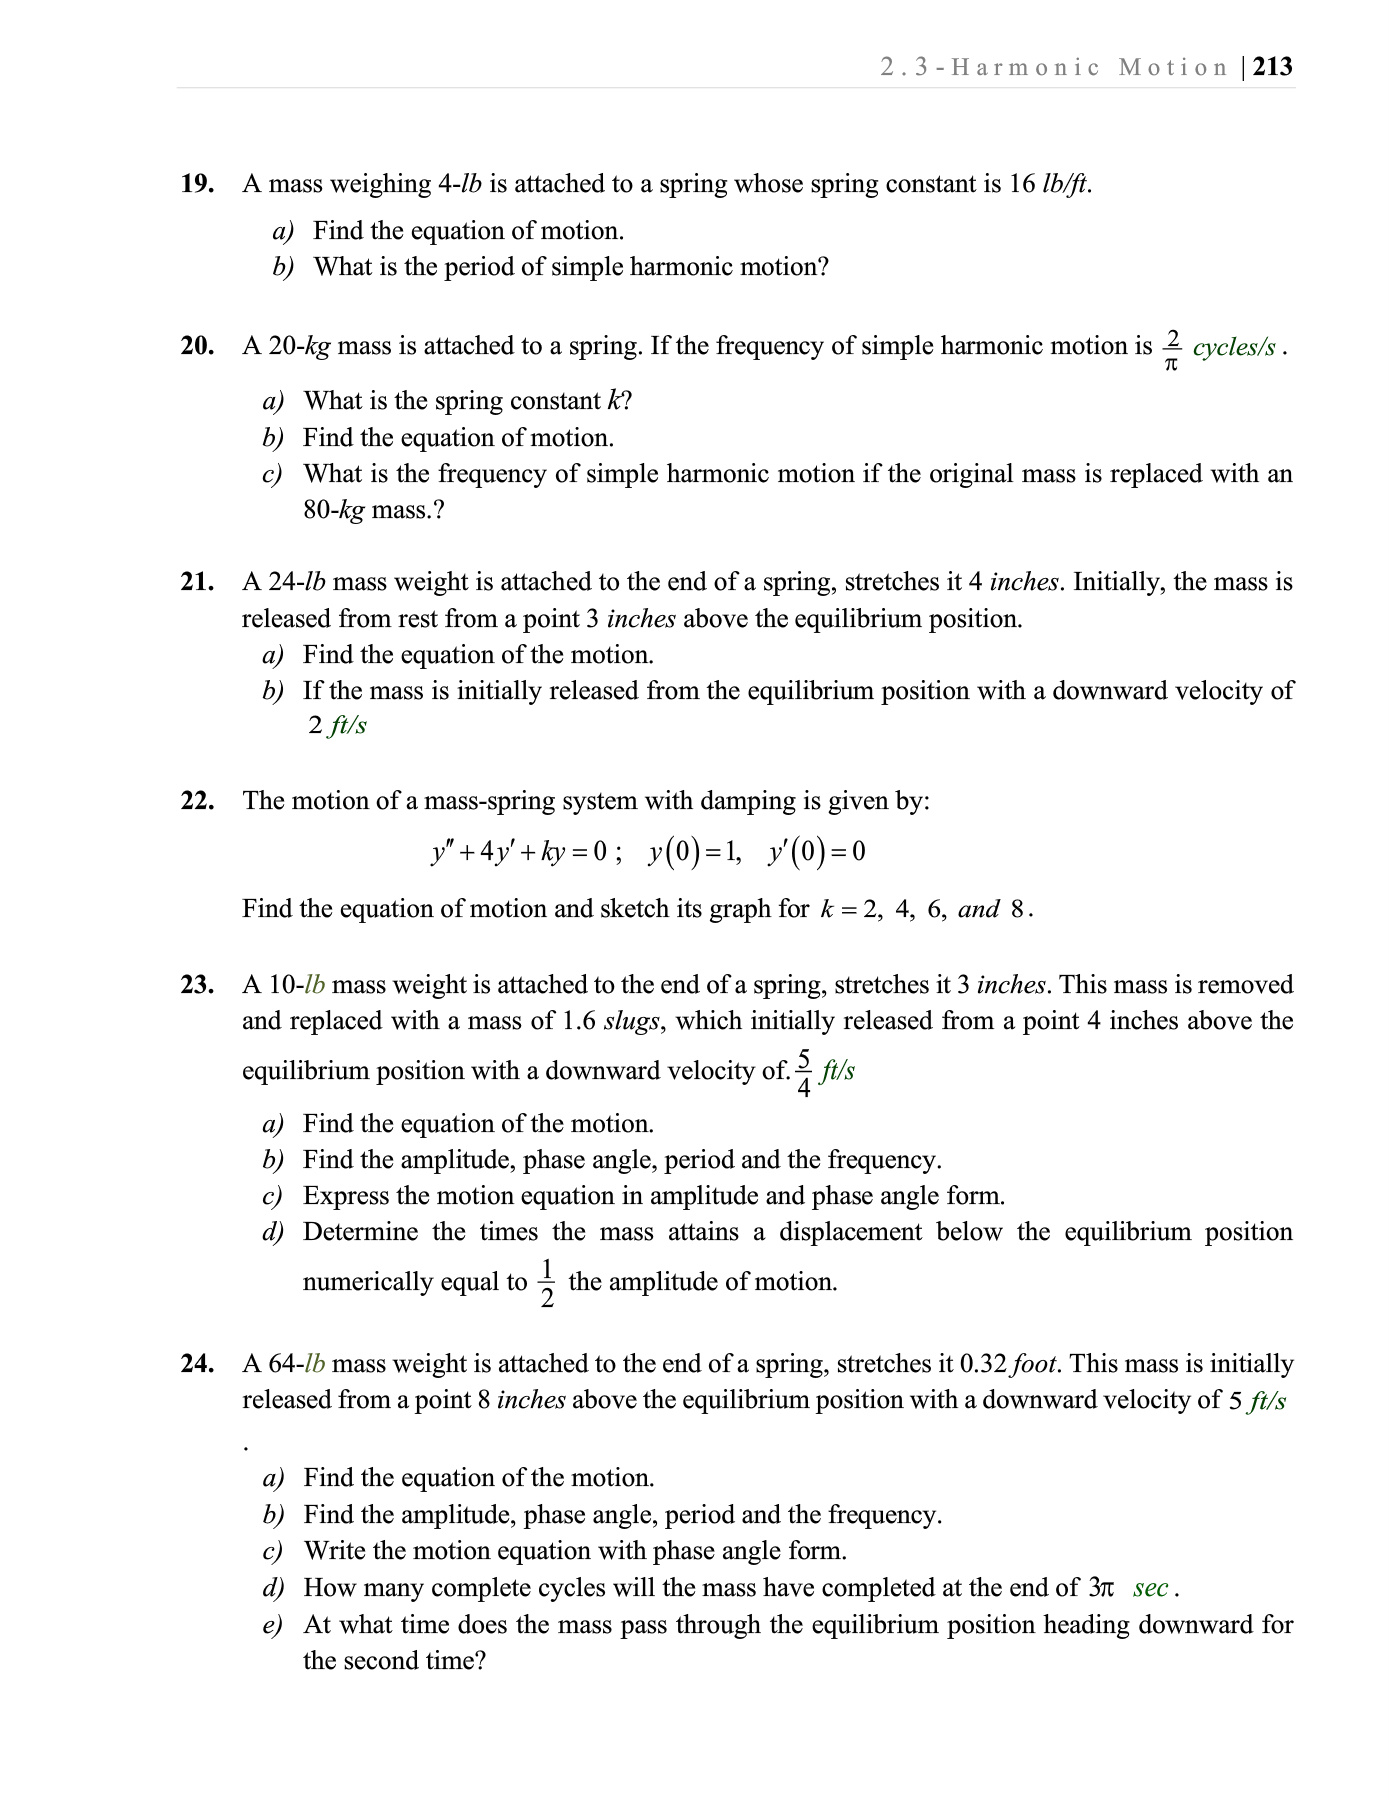 2.3-Harmonic Motion |213
19. A mass weighing 4-lb is attached to a spring whose spring constant is 16 lb/ft.
a) Find the equation of motion.
b) What is the period of simple harmonic motion?
20. A 20-kg mass is attached to a spring. If the frequency of simple harmonic motion is 2/π cycles/s .
a) What is the spring constant k?
b) Find the equation of motion.
c) What is the frequency of simple harmonic motion if the original mass is replaced with an
80-kg mass.?
21. A 24-lb mass weight is attached to the end of a spring, stretches it 4 inches. Initially, the mass is
released from rest from a point 3 inches above the equilibrium position.
a) Find the equation of the motion.
b) If the mass is initially released from the equilibrium position with a downward velocity of
2 ft/s
22. The motion of a mass-spring system with damping is given by:
y″ + 4y′ + ky = 0 ; y(0) = 1, y′(0) = 0
Find the equation of motion and sketch its graph for k = 2, 4, 6, and 8.
23. A 10-lb mass weight is attached to the end of a spring, stretches it 3 inches. This mass is removed
and replaced with a mass of 1.6 slugs, which initially released from a point 4 inches above the
equilibrium position with a downward velocity of. 5/4 ft/s
a) Find the equation of the motion.
b) Find the amplitude, phase angle, period and the frequency.
c) Express the motion equation in amplitude and phase angle form.
d) Determine the times the mass attains a displacement below the equilibrium position
numerically equal to 1/2 the amplitude of motion.
24. A 64-lb mass weight is attached to the end of a spring, stretches it 0.32 foot. This mass is initially
released from a point 8 inches above the equilibrium position with a downward velocity of 5 ft/s
.
a) Find the equation of the motion.
b) Find the amplitude, phase angle, period and the frequency.
c) Write the motion equation with phase angle form.
d) How many complete cycles will the mass have completed at the end of 3π sec .
e) At what time does the mass pass through the equilibrium position heading downward for
the second time?